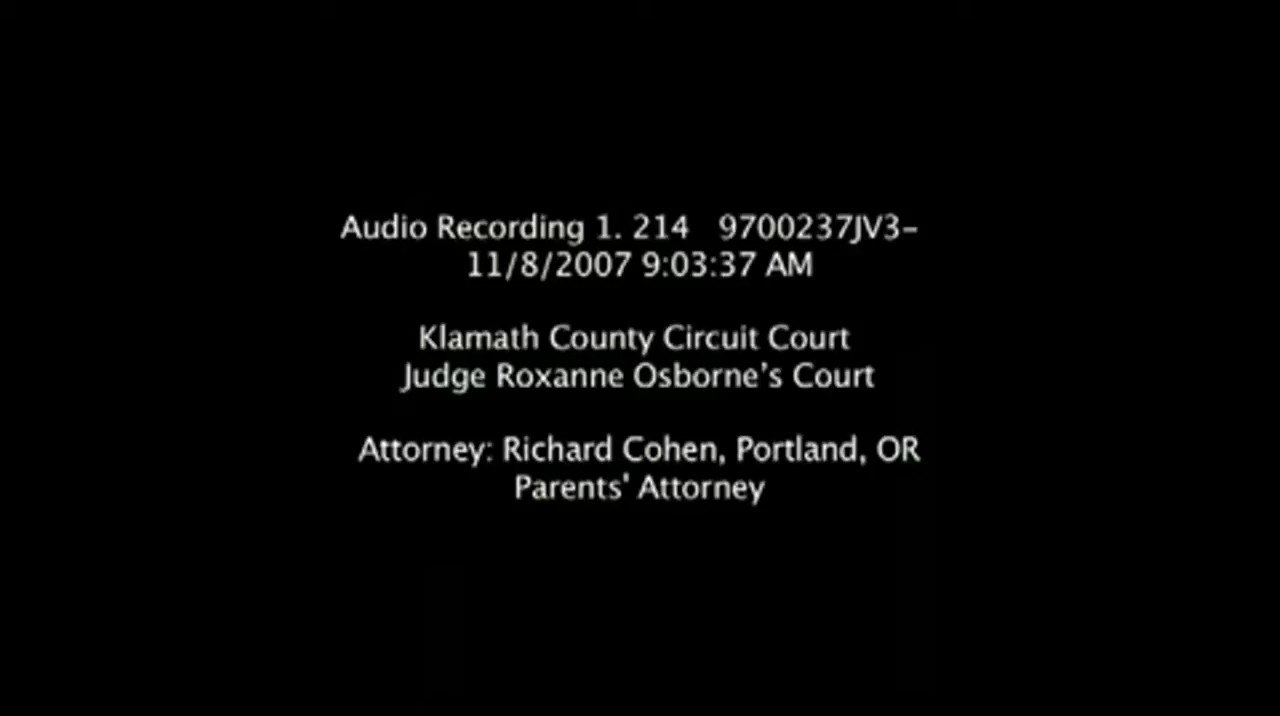 Audio Recording 1. 214   9700237JV3-
11/8/2007 9:03:37 AM
Klamath County Circuit Court
Judge Roxanne Osborne's Court
Attorney: Richard Cohen, Portland, OR
Parents' Attorney